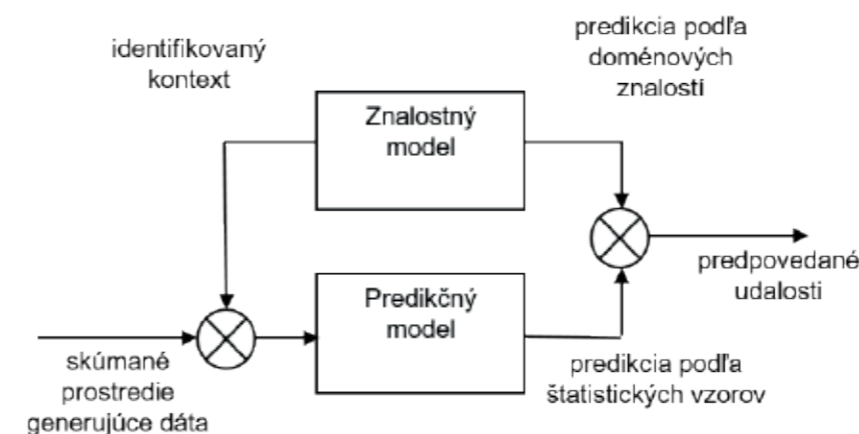 identifikovaný
kontext
predikcia podľa
doménových
znalostí
Znalostný
model
predpovedané
udalosti
Predikčný
model
skúmané
prostredie
generujúce dáta
predikcia podľa
štatistických vzorov